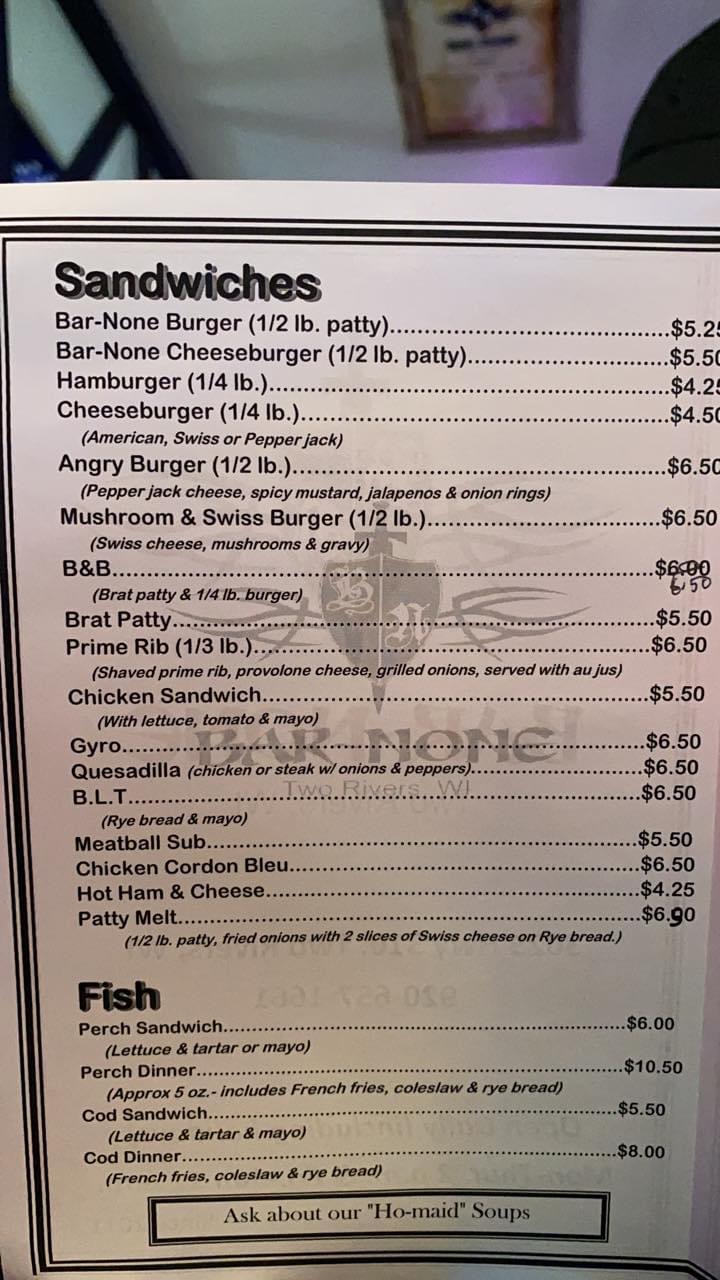 Sandwiches
Bar-None Burger (1/2 lb. patty)..........$5.25
Bar-None Cheeseburger (1/2 lb. patty)..........$5.50
Hamburger (1/4 lb.)..........$4.25
Cheeseburger (1/4 lb.)..........$4.50
(American, Swiss or Pepper jack)
Angry Burger (1/2 lb.)..........$6.50
(Pepper jack cheese, spicy mustard, jalapenos & onion rings)
Mushroom & Swiss Burger (1/2 lb.)..........$6.50
(Swiss cheese, mushrooms & gravy)
B&B..........$6.00
6.50
(Brat patty & 1/4 lb. burger)
Brat Patty..........$5.50
Prime Rib (1/3 lb.)..........$6.50
(Shaved prime rib, provolone cheese, grilled onions, served with au jus)
Chicken Sandwich..........$5.50
(With lettuce, tomato & mayo)
BAR NONE
Gyro..........$6.50
Quesadilla (chicken or steak w/ onions & peppers)..........$6.50
Two Rivers, WI
B.L.T..........$6.50
(Rye bread & mayo)
Meatball Sub..........$5.50
Chicken Cordon Bleu..........$6.50
Hot Ham & Cheese..........$4.25
Patty Melt..........$6.90
(1/2 lb. patty, fried onions with 2 slices of Swiss cheese on Rye bread.)
Fish
Perch Sandwich..........$6.00
(Lettuce & tartar or mayo)
Perch Dinner..........$10.50
(Approx 5 oz.- includes French fries, coleslaw & rye bread)
Cod Sandwich..........$5.50
(Lettuce & tartar & mayo)
Cod Dinner..........$8.00
(French fries, coleslaw & rye bread)
Ask about our "Ho-maid" Soups